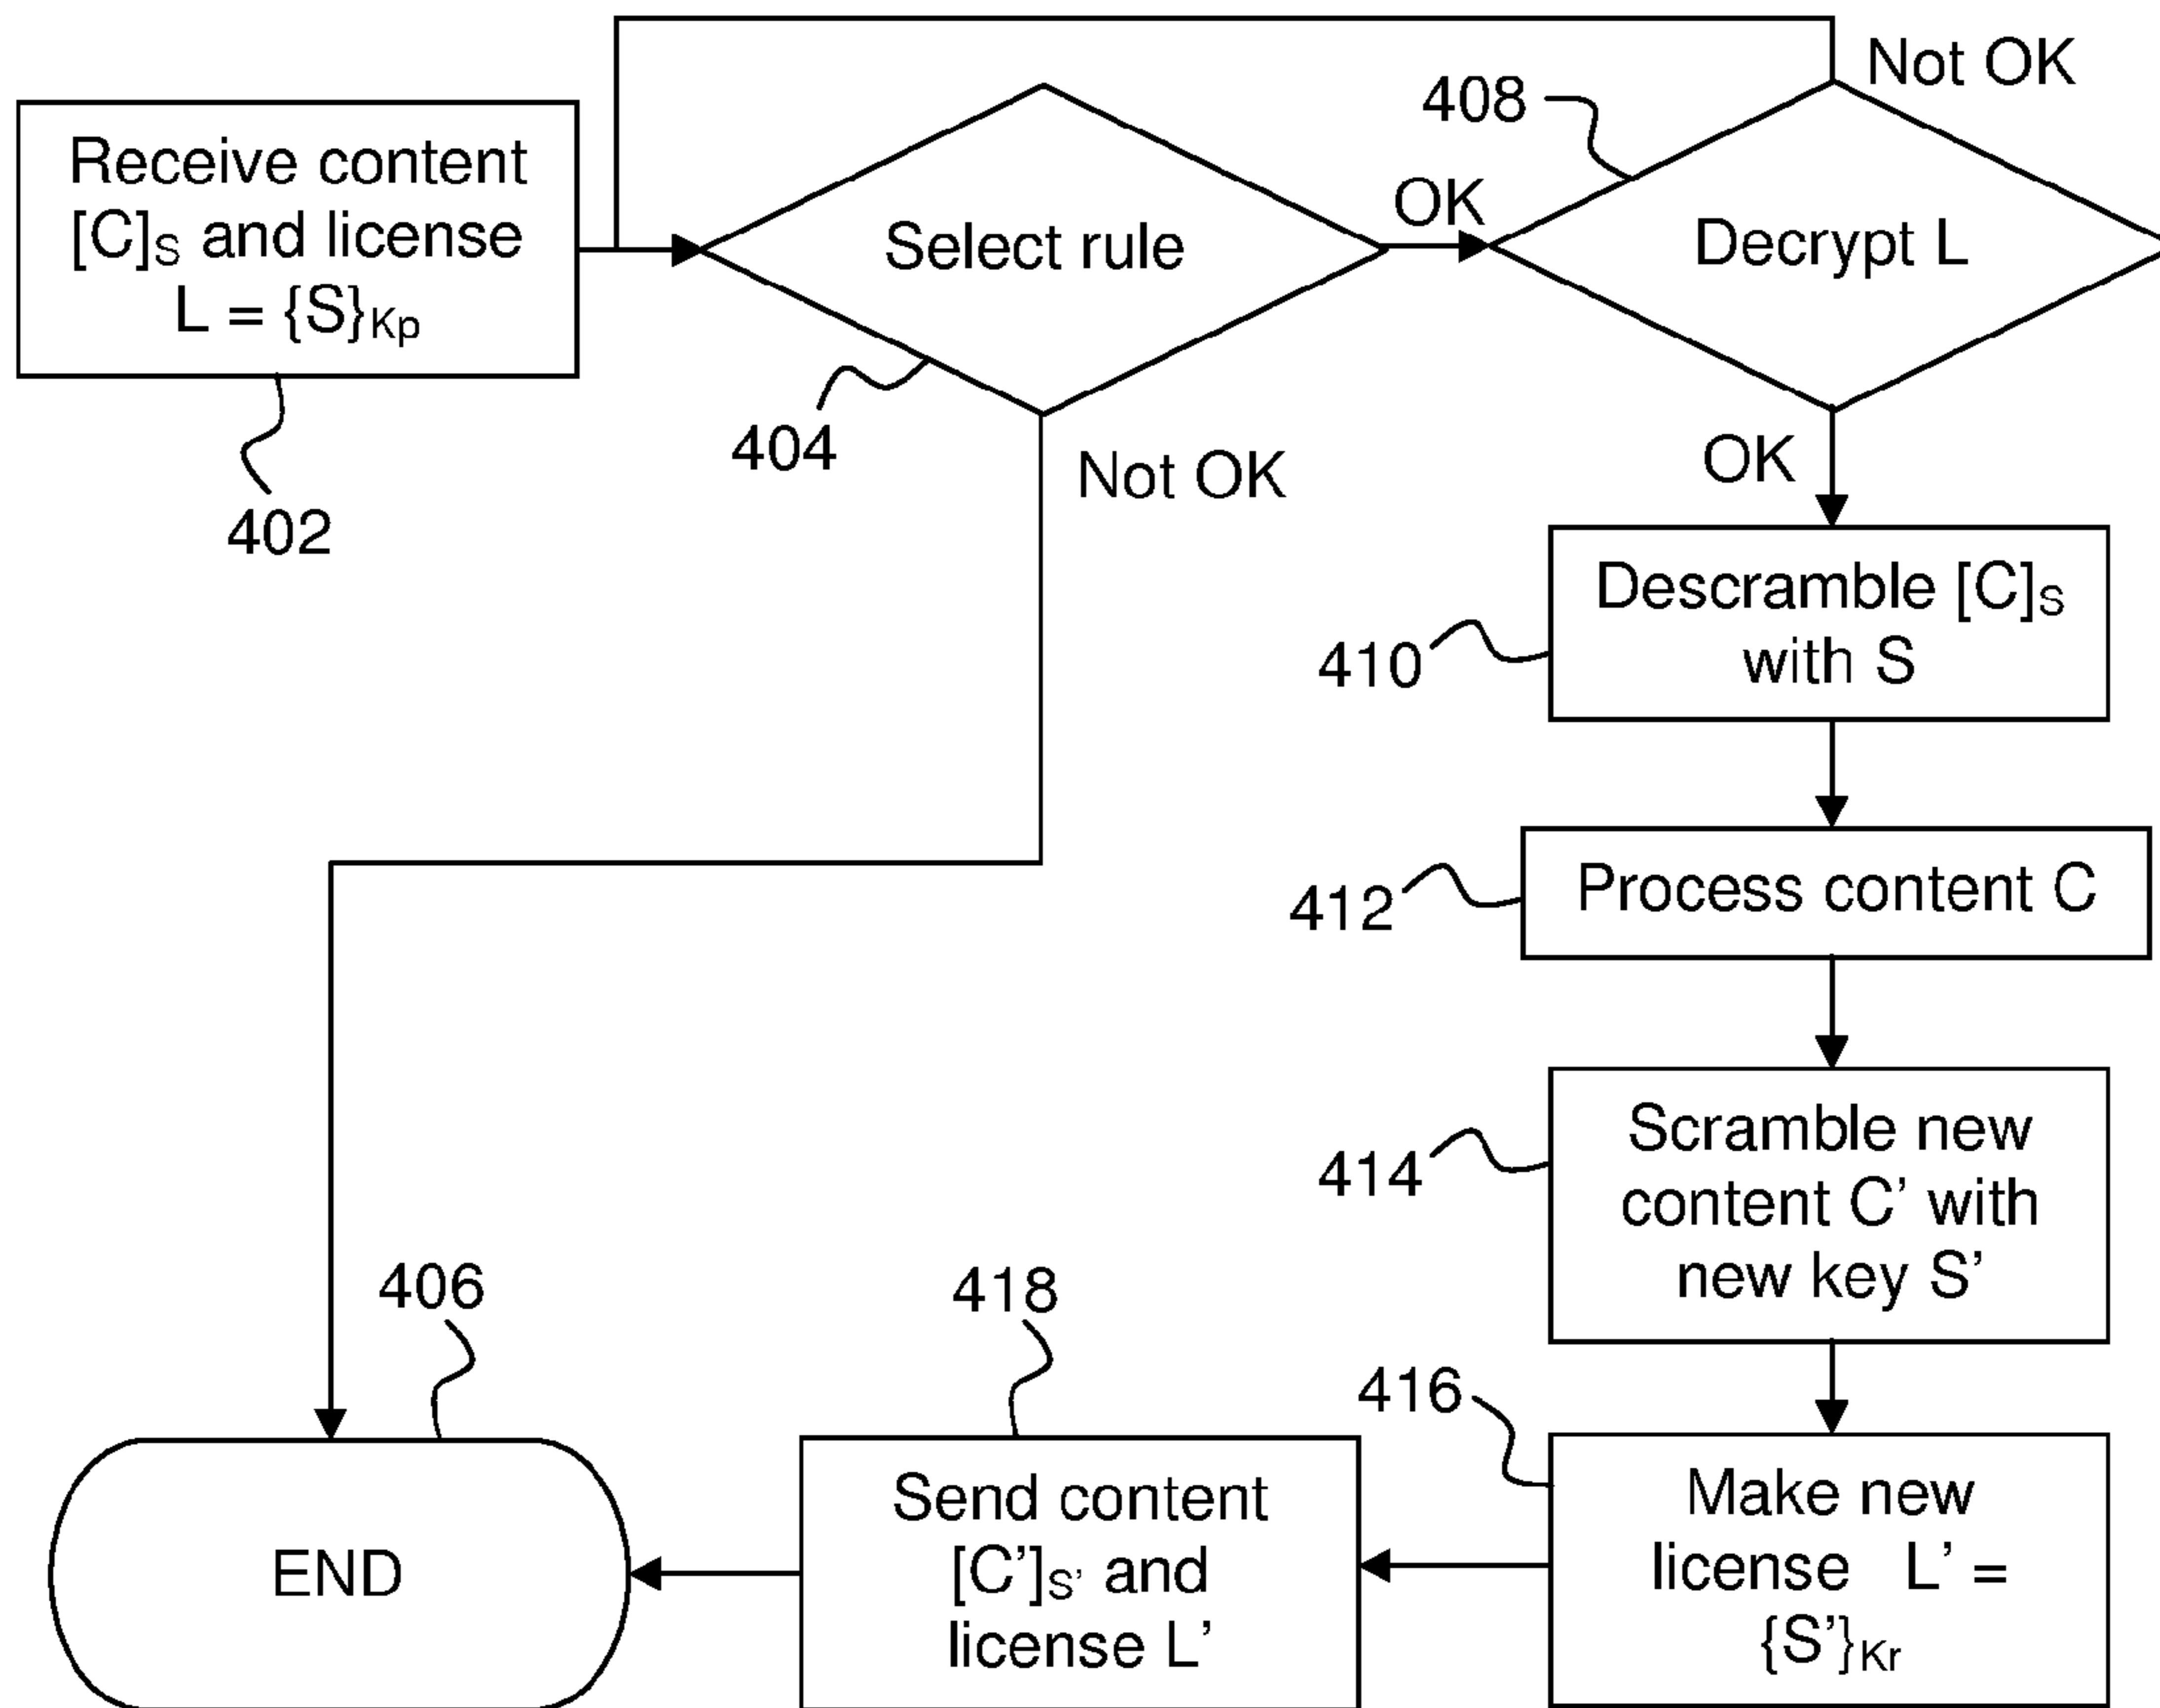 Receive content
[C]S and license
L = {S}Kp
402
Select rule
404
OK
Not OK
408
Not OK
Decrypt L
OK
Descramble [C]S
with S
410
Process content C
412
Scramble new
content C’ with
new key S’
414
Make new
license L’ =
{S’}Kr
416
Send content
[C’]S’ and
license L’
418
END
406